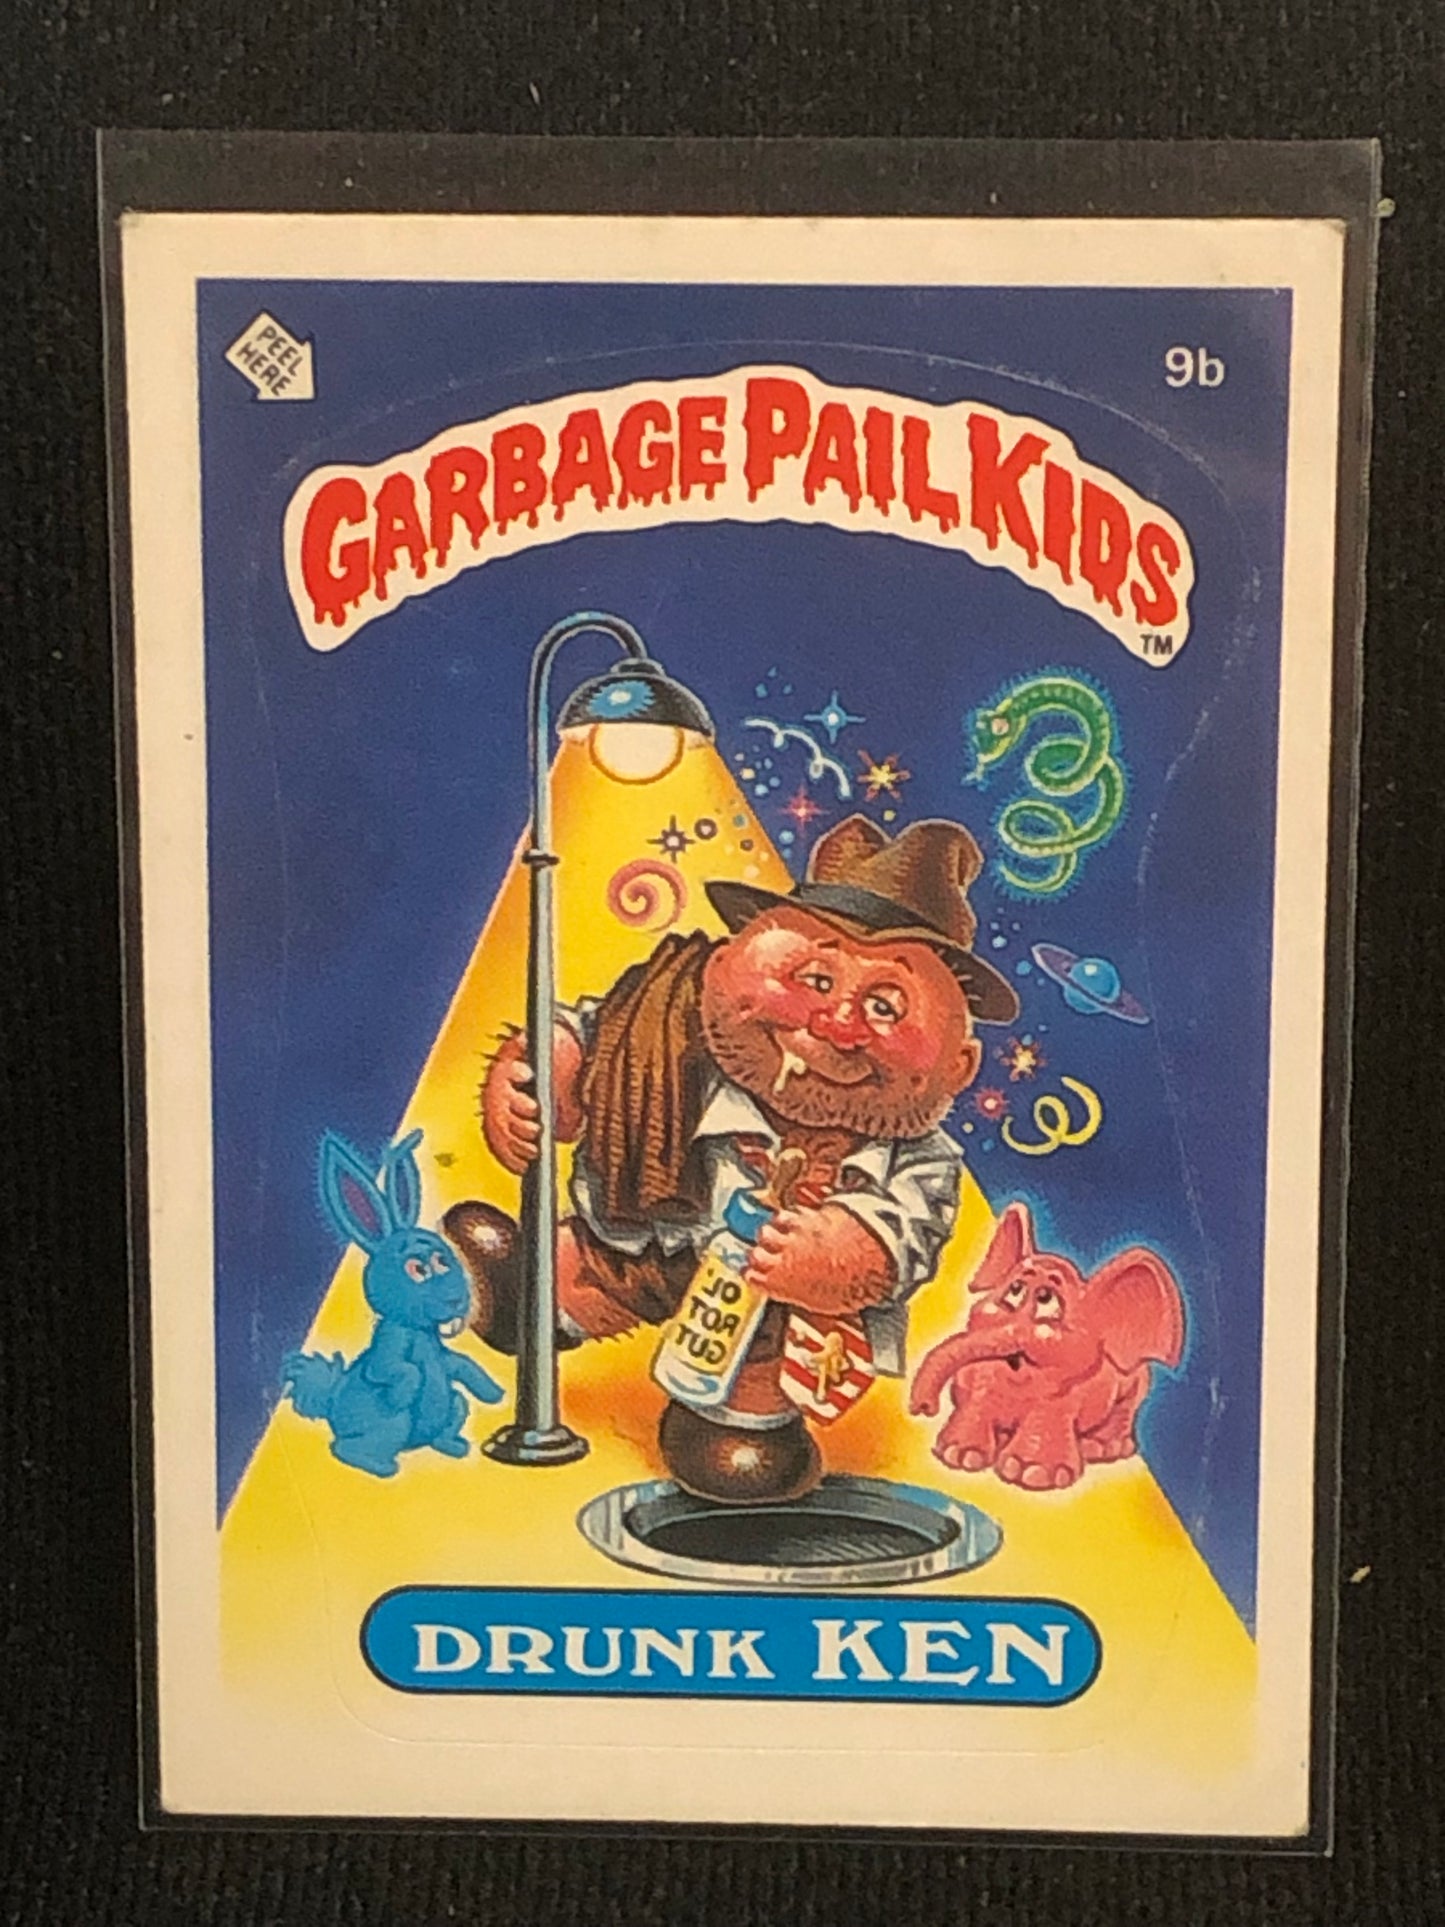 PEEL
HERE
9b
GARBAGE PAIL KIDS
TM
OL'
ROT
GUT
DRUNK KEN